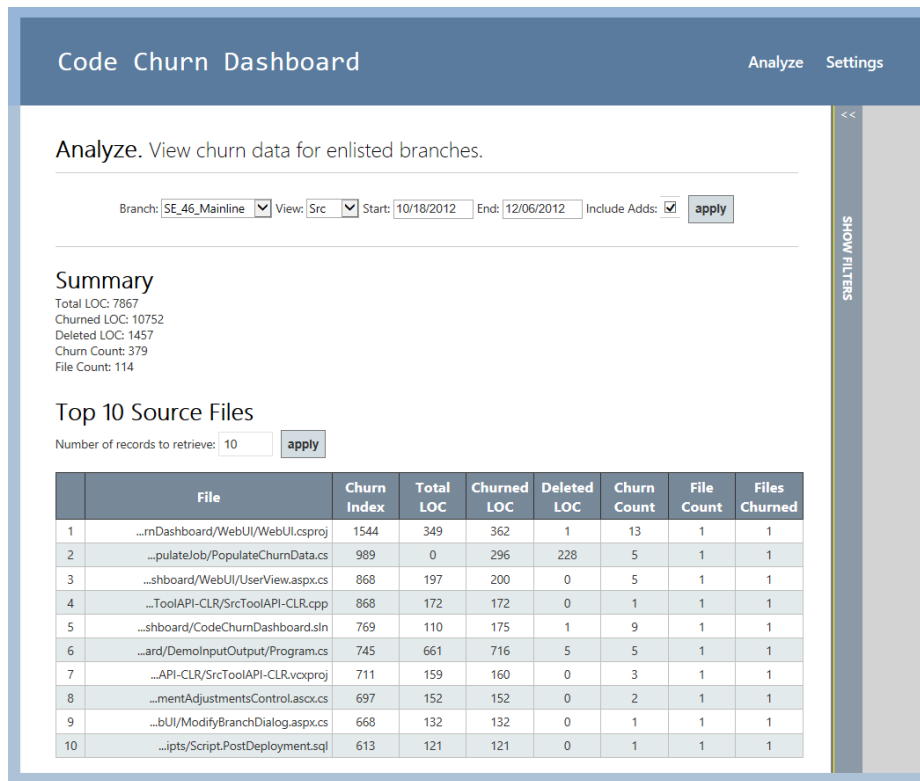 Code Churn Dashboard
Analyze Settings
<<
SHOW FILTERS
Analyze. View churn data for enlisted branches.
Branch: SE_46_Mainline View: Src Start: 10/18/2012 End: 12/06/2012 Include Adds: apply
Summary
Total LOC: 7867
Churned LOC: 10752
Deleted LOC: 1457
Churn Count: 379
File Count: 114
Top 10 Source Files
Number of records to retrieve: 10 apply
File Churn Index Total LOC Churned LOC Deleted LOC Churn Count File Count Files Churned
1 ...rnDashboard/WebUI/WebUI.csproj 1544 349 362 1 13 1 1
2 ...pulateJob/PopulateChurnData.cs 989 0 296 228 5 1 1
3 ...shboard/WebUI/UserView.aspx.cs 868 197 200 0 5 1 1
4 ...ToolAPI-CLR/SrcToolAPI-CLR.cpp 868 172 172 0 1 1 1
5 ...shboard/CodeChurnDashboard.sln 769 110 175 1 9 1 1
6 ...ard/DemoInputOutput/Program.cs 745 661 716 5 5 1 1
7 ...API-CLR/SrcToolAPI-CLR.vcxproj 711 159 160 0 3 1 1
8 ...mentAdjustmentsControl.ascx.cs 697 152 152 0 2 1 1
9 ...bUI/ModifyBranchDialog.aspx.cs 668 132 132 0 1 1 1
10 ...ipts/Script.PostDeployment.sql 613 121 121 0 1 1 1